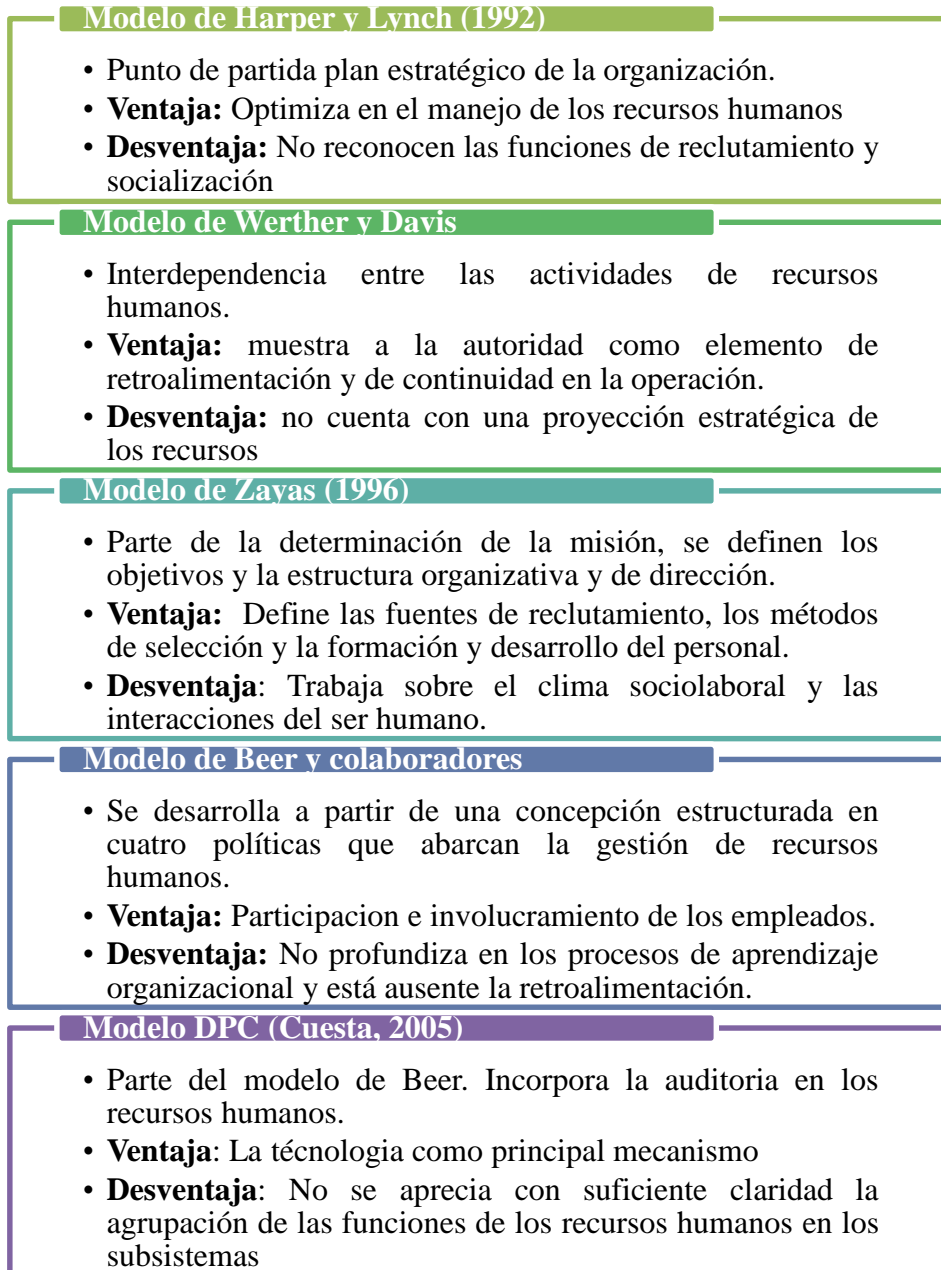 Modelo de Harper y Lynch (1992)
• Punto de partida plan estratégico de la organización.
• Ventaja: Optimiza en el manejo de los recursos humanos
• Desventaja: No reconocen las funciones de reclutamiento y
socialización
Modelo de Werther y Davis
• Interdependencia entre las actividades de recursos
humanos.
• Ventaja: muestra a la autoridad como elemento de
retroalimentación y de continuidad en la operación.
• Desventaja: no cuenta con una proyección estratégica de
los recursos
Modelo de Zayas (1996)
• Parte de la determinación de la misión, se definen los
objetivos y la estructura organizativa y de dirección.
• Ventaja: Define las fuentes de reclutamiento, los métodos
de selección y la formación y desarrollo del personal.
• Desventaja: Trabaja sobre el clima sociolaboral y las
interacciones del ser humano.
Modelo de Beer y colaboradores
• Se desarrolla a partir de una concepción estructurada en
cuatro políticas que abarcan la gestión de recursos
humanos.
• Ventaja: Participacion e involucramiento de los empleados.
• Desventaja: No profundiza en los procesos de aprendizaje
organizacional y está ausente la retroalimentación.
Modelo DPC (Cuesta, 2005)
• Parte del modelo de Beer. Incorpora la auditoria en los
recursos humanos.
• Ventaja: La técnologia como principal mecanismo
• Desventaja: No se aprecia con suficiente claridad la
agrupación de las funciones de los recursos humanos en los
subsistemas